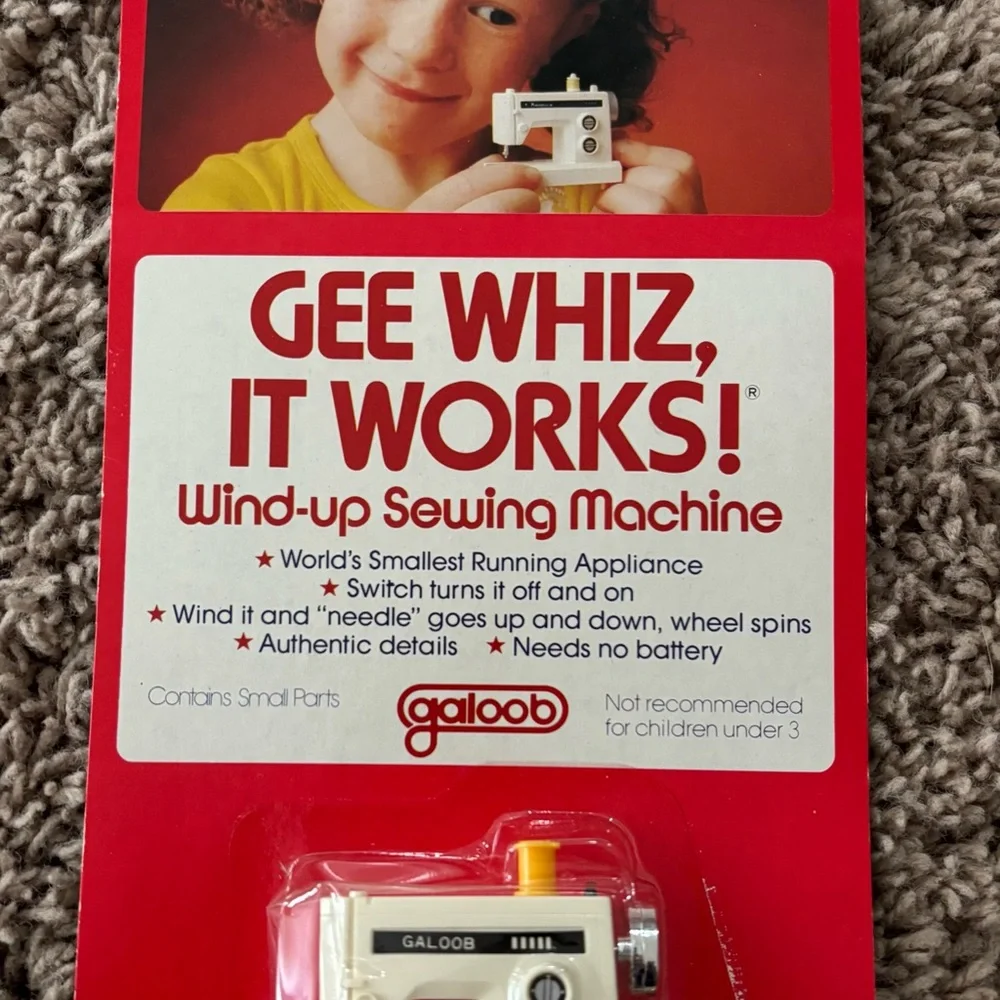 GEE WHIZ,
IT WORKS!®
Wind-up Sewing Machine
★ World's Smallest Running Appliance
★ Switch turns it off and on
★ Wind it and "needle" goes up and down, wheel spins
★ Authentic details ★ Needs no battery
Contains Small Parts
galoob
Not recommended
for children under 3
GALOOB